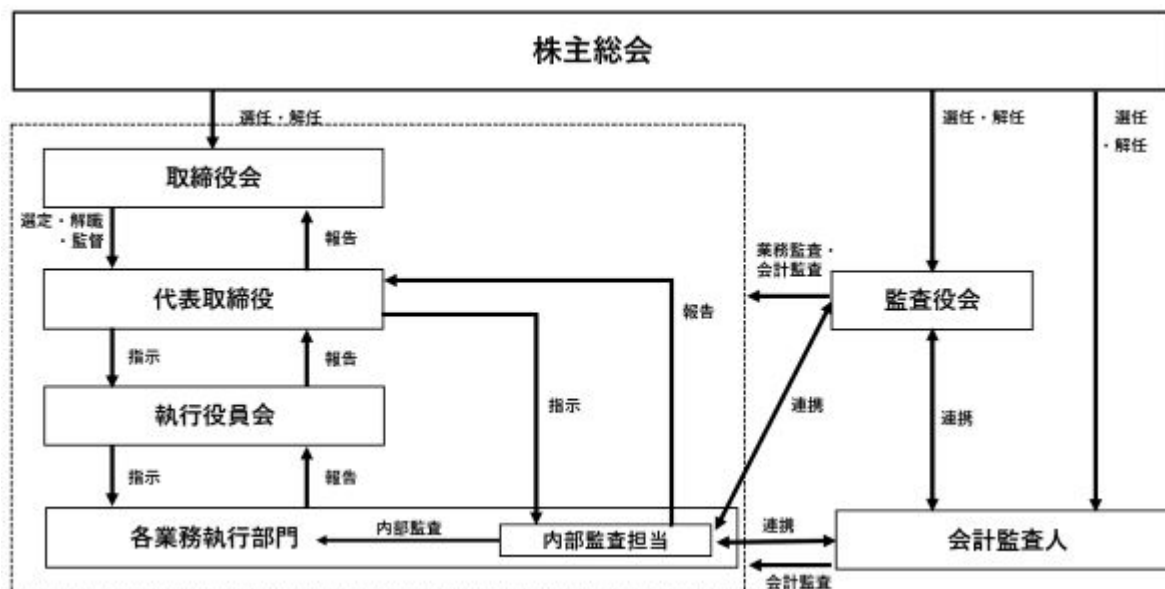 株主総会
選任・解任
選任・解任
選任
・解任
取締役会
選定・解職
・監督
報告
業務監査・
会計監査
代表取締役
報告
監査役会
指示
報告
指示
連携
連携
執行役員会
指示
報告
各業務執行部門
内部監査
内部監査担当
連携
会計監査人
会計監査